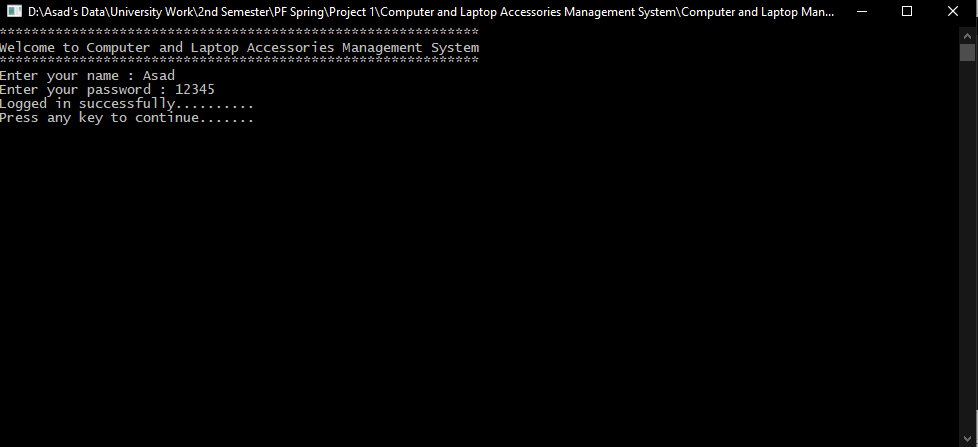 D:\Asad's Data\University Work\2nd Semester\PF Spring\Project 1\Computer and Laptop Accessories Management System\Computer and Laptop Man...
************************************************************
Welcome to Computer and Laptop Accessories Management System
************************************************************
Enter your name : Asad
Enter your password : 12345
Logged in successfully..........
Press any key to continue.......